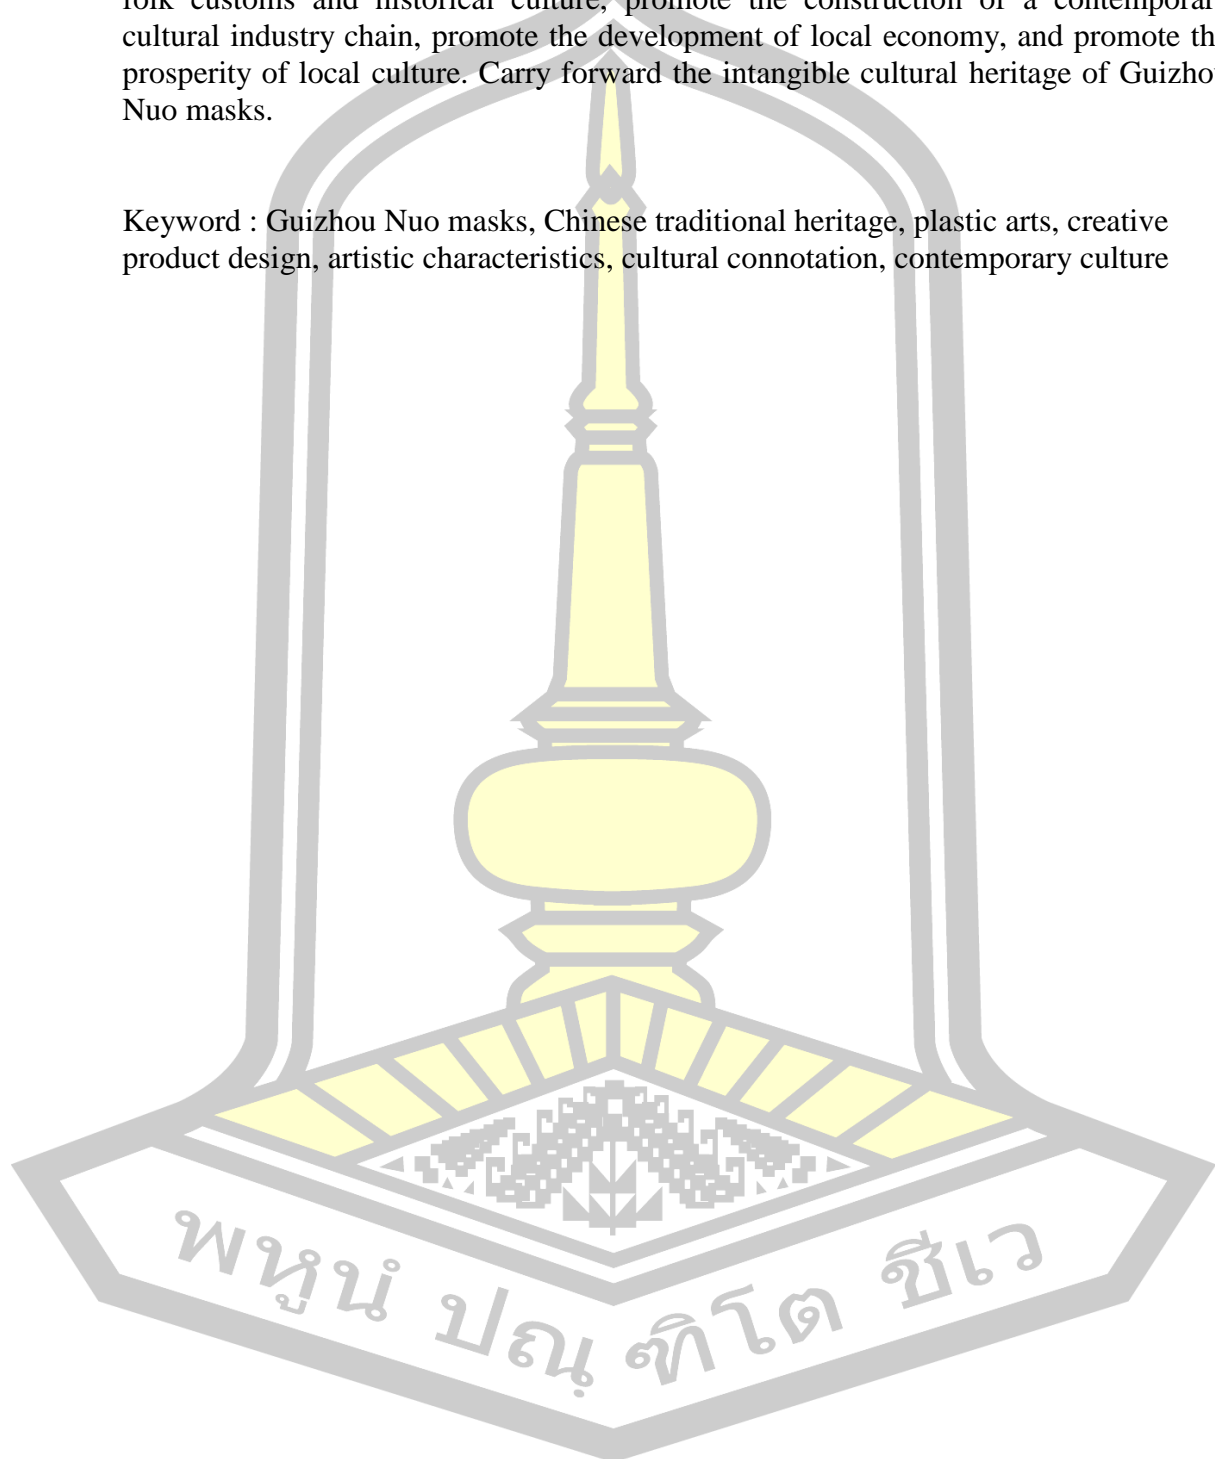 folk customs and historical culture, promote the construction of a contemporar
cultural industry chain, promote the development of local economy, and promote th
prosperity of local culture. Carry forward the intangible cultural heritage of Guizho
Nuo masks.
Keyword : Guizhou Nuo masks, Chinese traditional heritage, plastic arts, creative
product design, artistic characteristics, cultural connotation, contemporary culture
พหูนํ ปณฺฑิโต ชีเว